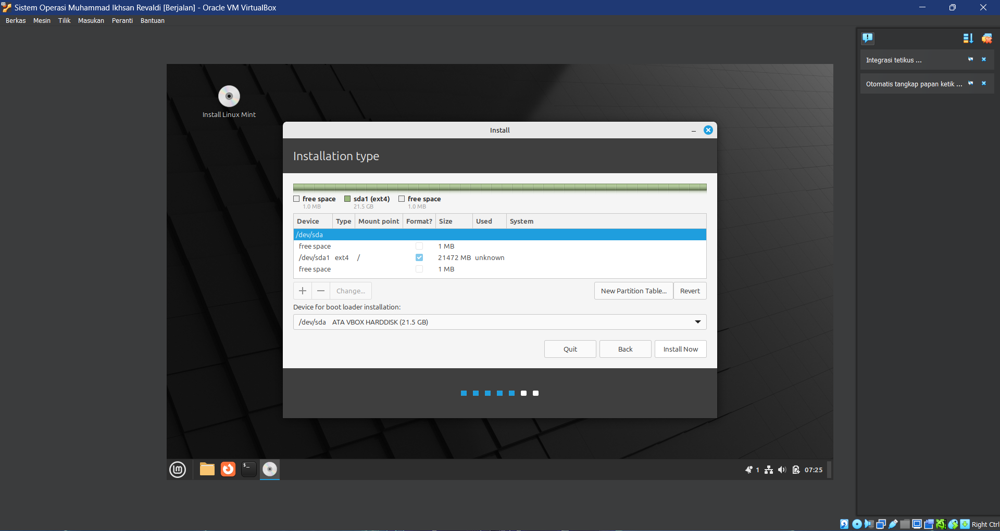 Sistem Operasi Muhammad Ikhsan Revaldi [Berjalan] - Oracle VM VirtualBox
Berkas Mesin Tilik Masukan Peranti Bantuan
Integrasi tetikus ...
Otomatis tangkap papan ketik ...
Install Linux Mint
Install
Installation type
free space sda1 (ext4) free space
1.0 MB 21.5 GB 1.0 MB
Device Type Mount point Format? Size Used System
/dev/sda
free space 1 MB
/dev/sda1 ext4 / 21472 MB unknown
free space 1 MB
+ − Change... New Partition Table... Revert
Device for boot loader installation:
/dev/sda ATA VBOX HARDDISK (21.5 GB)
Quit Back Install Now
1 07:25
Right Ctrl